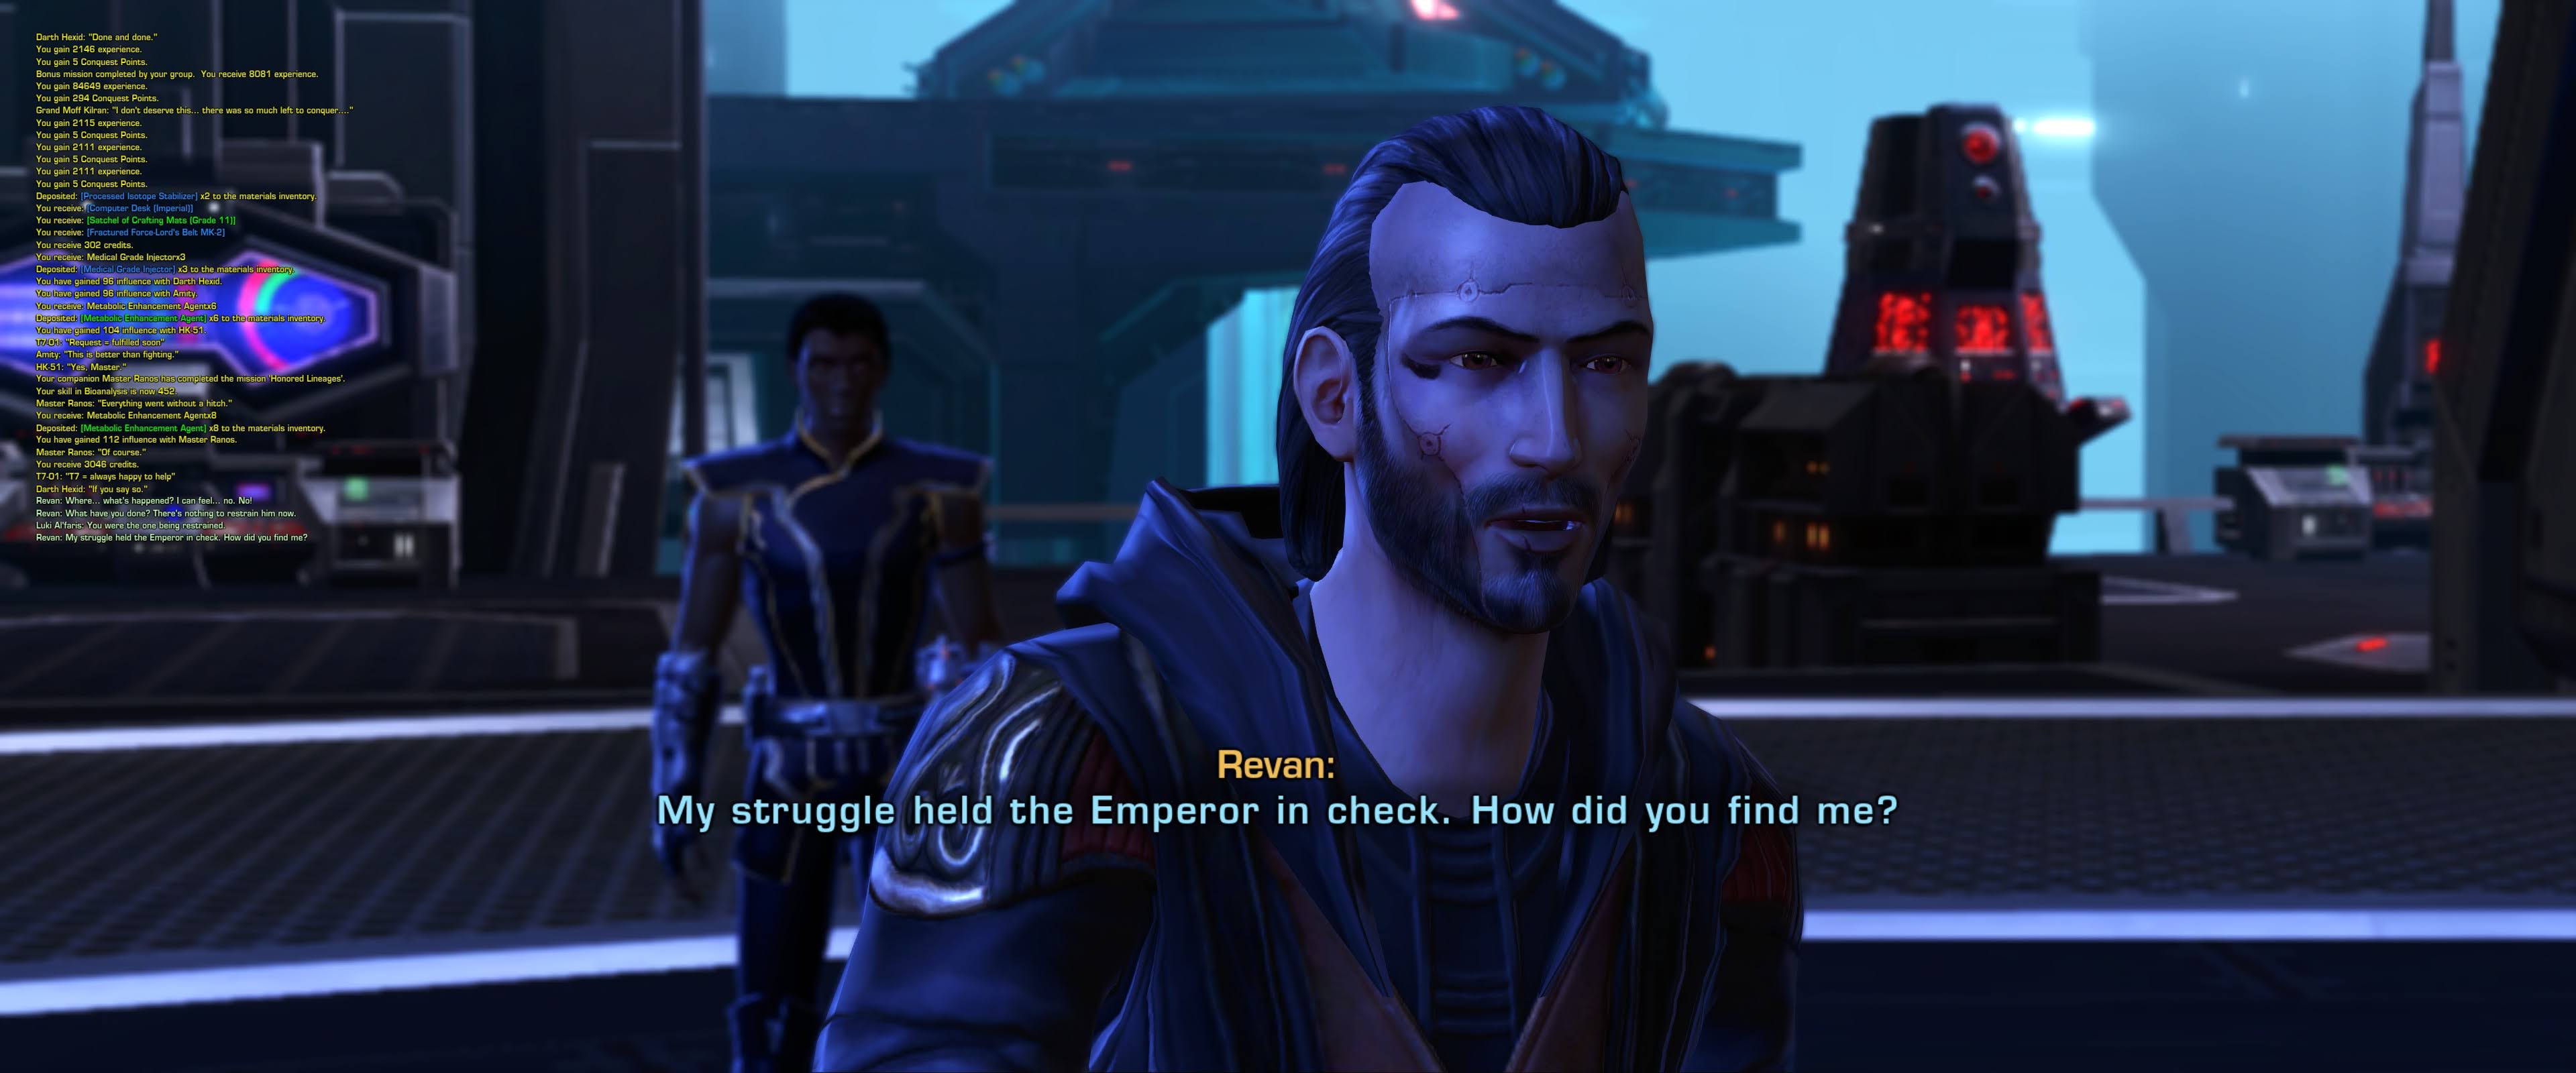 Darth Hexid: "Done and done."
You gain 2146 experience.
You gain 5 Conquest Points.
Bonus mission completed by your group.  You receive 8081 experience.
You gain 84649 experience.
You gain 294 Conquest Points.
Grand Moff Kilran: "I don't deserve this... there was so much left to conquer...."
You gain 2115 experience.
You gain 5 Conquest Points.
You gain 2111 experience.
You gain 5 Conquest Points.
You gain 2111 experience.
You gain 5 Conquest Points.
Deposited: [Processed Isotope Stabilizer] x2 to the materials inventory.
You receive: [Computer Desk (Imperial)]
You receive: [Satchel of Crafting Mats (Grade 11)]
You receive: [Fractured Force-Lord's Belt MK-2]
You receive 302 credits.
You receive: Medical Grade Injectorx3
Deposited: [Medical Grade Injector] x3 to the materials inventory.
You have gained 96 influence with Darth Hexid.
You have gained 96 influence with Amity.
You receive: Metabolic Enhancement Agentx6
Deposited: [Metabolic Enhancement Agent] x6 to the materials inventory.
You have gained 104 influence with HK-51.
T7-O1: "Request = fulfilled soon"
Amity: "This is better than fighting."
HK-51: "Yes, Master."
Your companion Master Ranos has completed the mission 'Honored Lineages'.
Your skill in Bioanalysis is now 452.
Master Ranos: "Everything went without a hitch."
You receive: Metabolic Enhancement Agentx8
Deposited: [Metabolic Enhancement Agent] x8 to the materials inventory.
You have gained 112 influence with Master Ranos.
Master Ranos: "Of course."
You receive 3046 credits.
T7-O1: "T7 = always happy to help"
Darth Hexid: "If you say so."
Revan: Where... what's happened? I can feel... no. No!
Revan: What have you done? There's nothing to restrain him now.
Luki Al'faris: You were the one being restrained.
Revan: My struggle held the Emperor in check. How did you find me?
Revan:
My struggle held the Emperor in check. How did you find me?